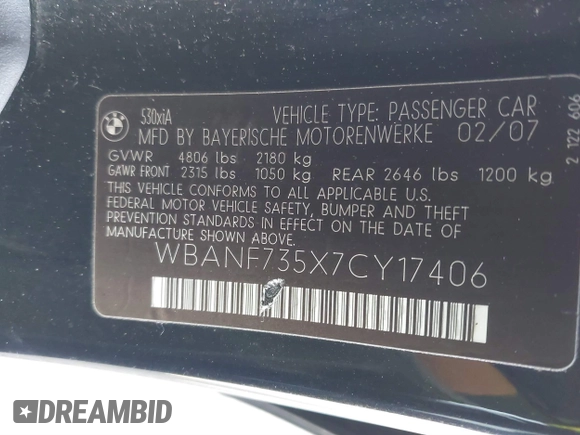 530xiA VEHICLE TYPE: PASSENGER CAR
MFD BY BAYERISCHE MOTORENWERKE 02/07
GVWR 4806 lbs 2180 kg
GAWR FRONT 2315 lbs 1050 kg REAR 2646 lbs 1200 kg
THIS VEHICLE CONFORMS TO ALL APPLICABLE U.S.
FEDERAL MOTOR VEHICLE SAFETY, BUMPER AND THEFT
PREVENTION STANDARDS IN EFFECT ON THE DATE OF
MANUFACTURE SHOWN ABOVE.
WBANF735X7CY17406
2 122 606
DREAMBID